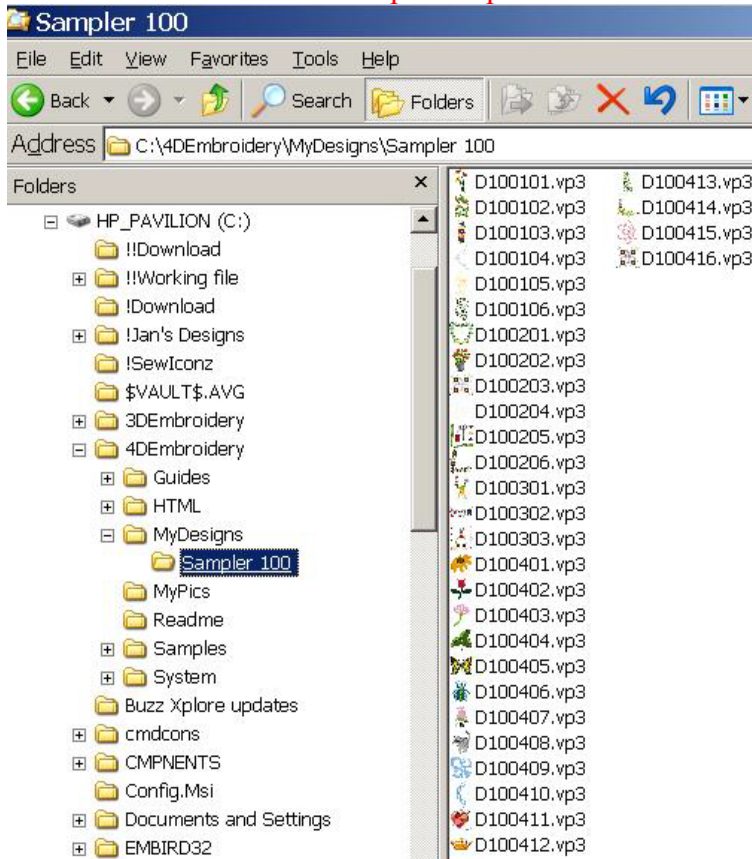 Sampler 100
File Edit View Favorites Tools Help
Back Search Folders
Address C:\4DEmbroidery\MyDesigns\Sampler 100
Folders x
HP_PAVILION (C:)
!!Download
!!Working file
!Download
!Jan's Designs
!SewIconz
$VAULT$.AVG
3DEmbroidery
4DEmbroidery
Guides
HTML
MyDesigns
Sampler 100
MyPics
Readme
Samples
System
Buzz Xplore updates
cmdcons
CMPNENTS
Config.Msi
Documents and Settings
EMBIRD32
D100101.vp3
D100102.vp3
D100103.vp3
D100104.vp3
D100105.vp3
D100106.vp3
D100201.vp3
D100202.vp3
D100203.vp3
D100204.vp3
D100205.vp3
D100206.vp3
D100301.vp3
D100302.vp3
D100303.vp3
D100401.vp3
D100402.vp3
D100403.vp3
D100404.vp3
D100405.vp3
D100406.vp3
D100407.vp3
D100408.vp3
D100409.vp3
D100410.vp3
D100411.vp3
D100412.vp3
D100413.vp3
D100414.vp3
D100415.vp3
D100416.vp3